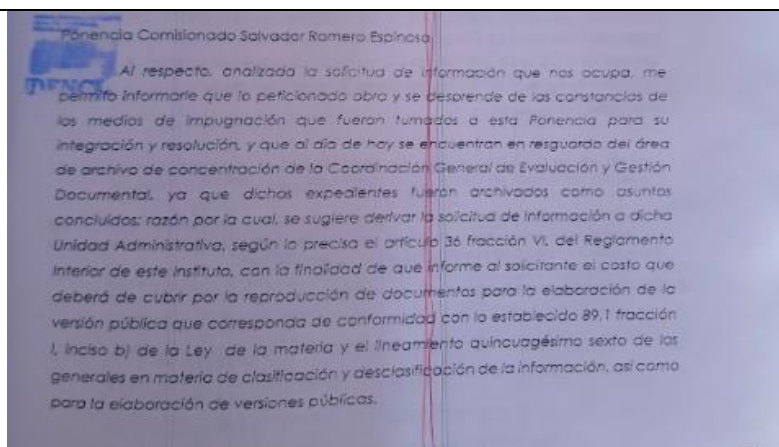 Ponencia Comisionado Salvador Romero Espinosa.
Al respecto, analizada la solicitud de información que nos ocupa, me
permito informarle que lo peticionado obra y se desprende de las constancias de
los medios de impugnación que fueron turnados a esta Ponencia para su
integración y resolución, y que al día de hoy se encuentran en resguardo del área
de archivo de concentración de la Coordinación General de Evaluación y Gestión
Documental, ya que dichos expedientes fueron archivados como asuntos
concluidos; razón por la cual, se sugiere derivar la solicitud de información a dicha
Unidad Administrativa, según lo precisa el artículo 36 fracción VI, del Reglamento
Interior de este Instituto, con la finalidad de que informe al solicitante el costo que
deberá de cubrir por la reproducción de documentos para la elaboración de la
versión pública que corresponda de conformidad con lo establecido 89.1 fracción
I, inciso b) de la Ley de la materia y el lineamiento quincuagésimo sexto de los
generales en materia de clasificación y desclasificación de la información, así como
para la elaboración de versiones públicas.